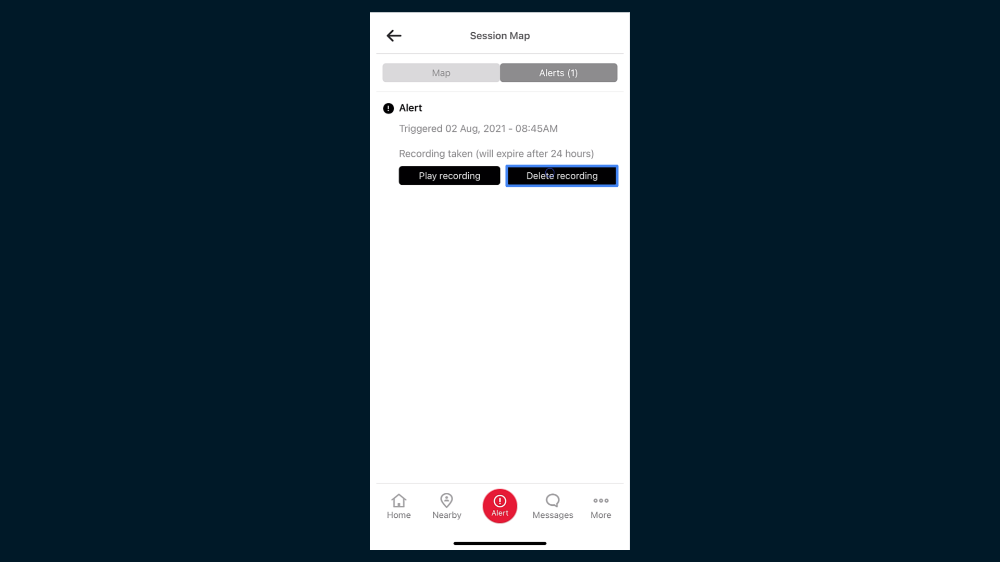 Session Map
Map
Alerts (1)
Alert
Triggered 02 Aug, 2021 - 08:45AM
Recording taken (will expire after 24 hours)
Play recording
Delete recording
Home
Nearby
Alert
Messages
More